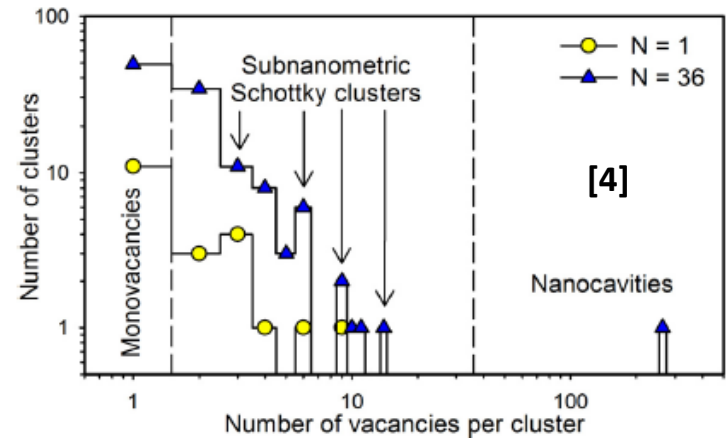 100
10
1
Number of clusters
Monovacancies
Subnanometric
Schottky clusters
N = 1
N = 36
[4]
Nanocavities
1
10
100
Number of vacancies per cluster